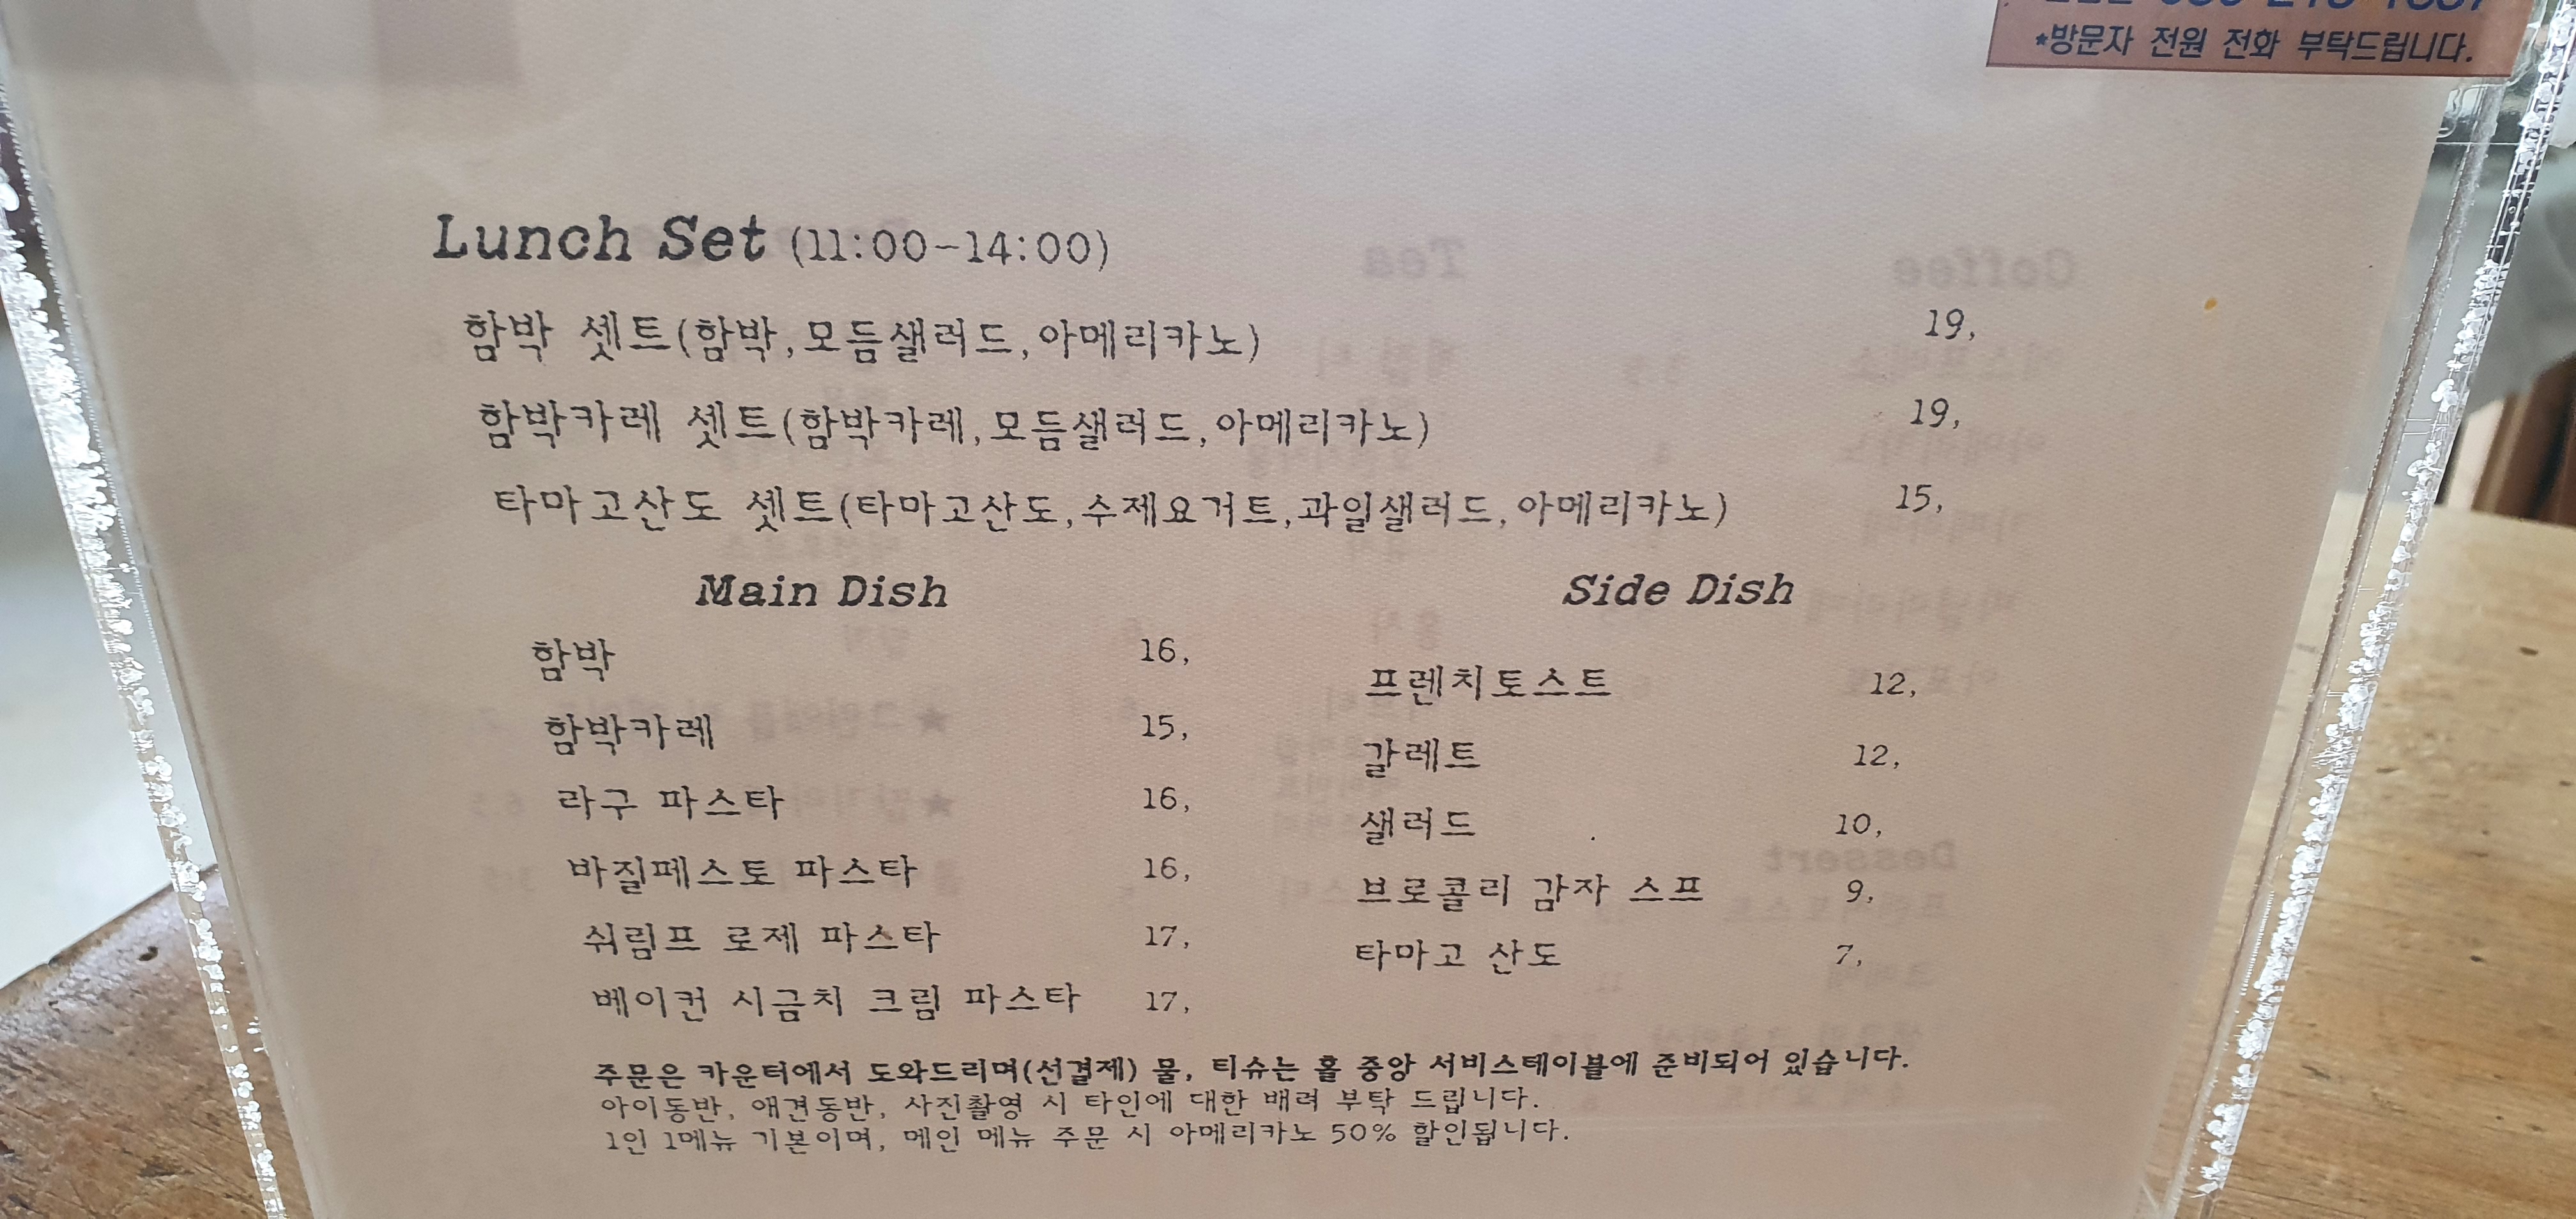 *방문자 전원 전화 부탁드립니다.
Lunch Set (11:00-14:00)
함박 셋트(함박,모듬샐러드,아메리카노) 19,
함박카레 셋트(함박카레,모듬샐러드,아메리카노) 19,
타마고산도 셋트(타마고산도,수제요거트,과일샐러드,아메리카노) 15,
Main Dish
함박 16,
함박카레 15,
라구 파스타 16,
바질페스토 파스타 16,
쉬림프 로제 파스타 17,
베이컨 시금치 크림 파스타 17,
Side Dish
프렌치토스트 12,
갈레트 12,
샐러드 10,
브로콜리 감자 스프 9,
타마고 산도 7,
주문은 카운터에서 도와드리며(선결제) 물, 티슈는 홀 중앙 서비스테이블에 준비되어 있습니다.
아이동반, 애견동반, 사진촬영 시 타인에 대한 배려 부탁 드립니다.
1인 1메뉴 기본이며, 메인 메뉴 주문 시 아메리카노 50% 할인됩니다.